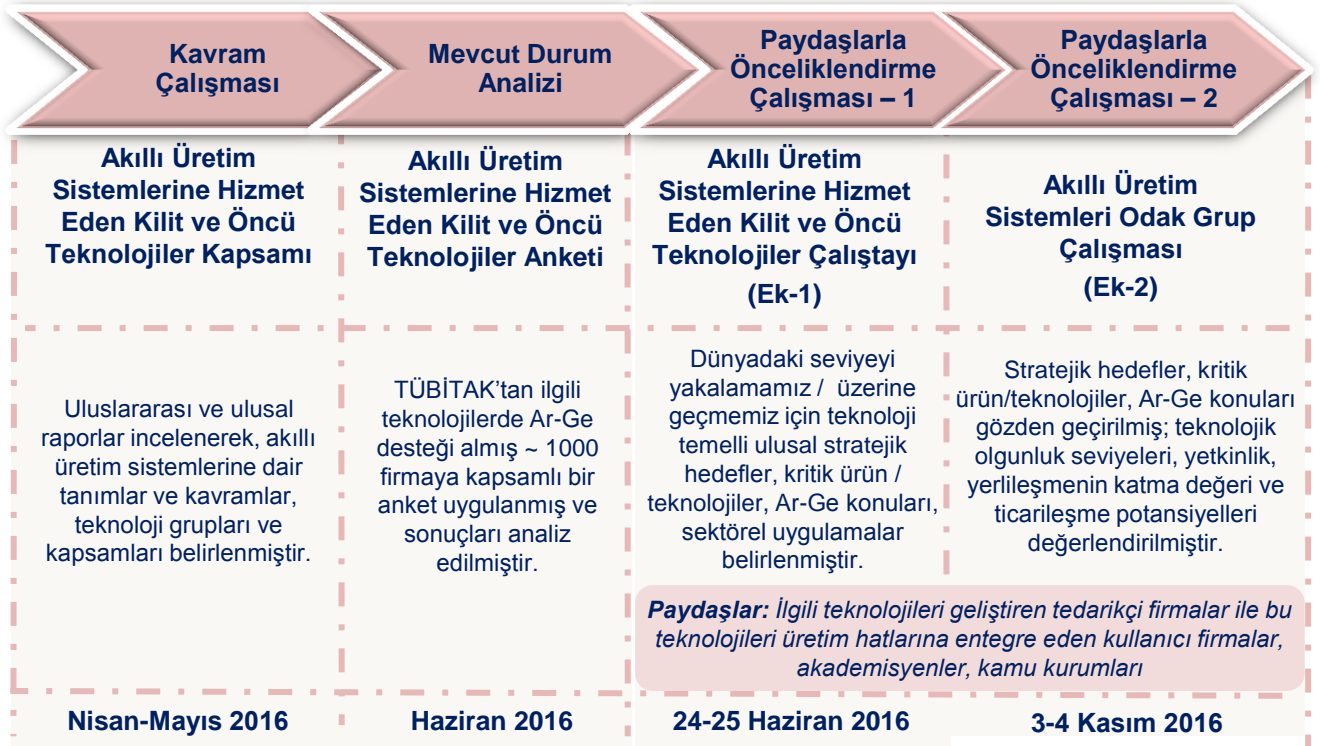 Kavram
Çalışması
Mevcut Durum
Analizi
Paydaşlarla
Önceliklendirme
Çalışması – 1
Paydaşlarla
Önceliklendirme
Çalışması – 2
Akıllı Üretim
Sistemlerine Hizmet
Eden Kilit ve Öncü
Teknolojiler Kapsamı
Akıllı Üretim
Sistemlerine Hizmet
Eden Kilit ve Öncü
Teknolojiler Anketi
Akıllı Üretim
Sistemlerine Hizmet
Eden Kilit ve Öncü
Teknolojiler Çalıştayı
(Ek-1)
Akıllı Üretim
Sistemleri Odak Grup
Çalışması
(Ek-2)
Uluslararası ve ulusal
raporlar incelenerek, akıllı
üretim sistemlerine dair
tanımlar ve kavramlar,
teknoloji grupları ve
kapsamları belirlenmiştir.
TÜBİTAK’tan ilgili
teknolojilerde Ar-Ge
desteği almış ~ 1000
firmaya kapsamlı bir
anket uygulanmış ve
sonuçları analiz
edilmiştir.
Dünyadaki seviyeyi
yakalamamız / üzerine
geçmemiz için teknoloji
temelli ulusal stratejik
hedefler, kritik ürün /
teknolojiler, Ar-Ge konuları,
sektörel uygulamalar
belirlenmiştir.
Stratejik hedefler, kritik
ürün/teknolojiler, Ar-Ge konuları
gözden geçirilmiş; teknolojik
olgunluk seviyeleri, yetkinlik,
yerlileşmenin katma değeri ve
ticarileşme potansiyelleri
değerlendirilmiştir.
Paydaşlar: İlgili teknolojileri geliştiren tedarikçi firmalar ile bu
teknolojileri üretim hatlarına entegre eden kullanıcı firmalar,
akademisyenler, kamu kurumları
Nisan-Mayıs 2016
Haziran 2016
24-25 Haziran 2016
3-4 Kasım 2016